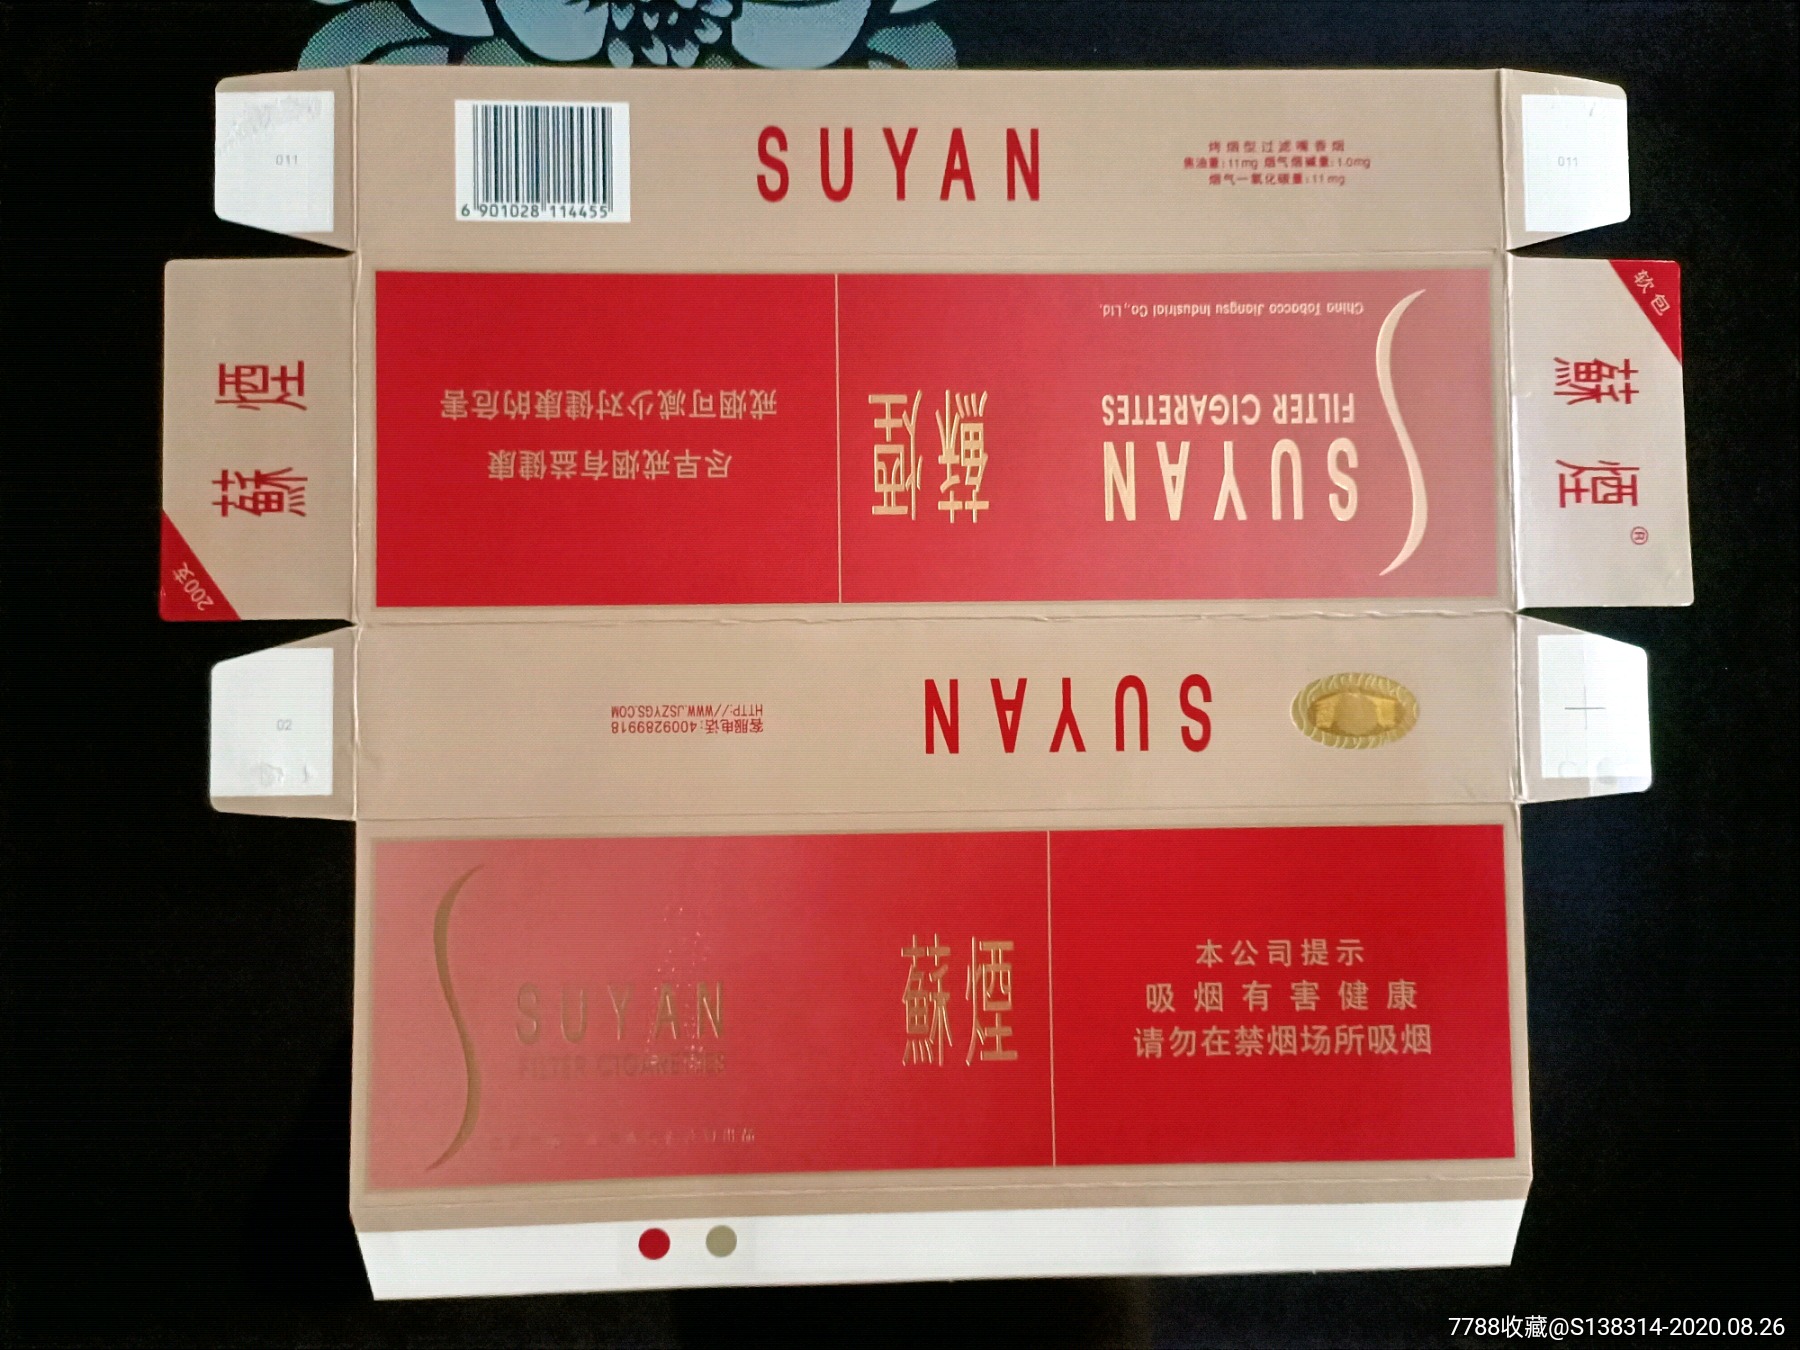 011
6 901028 114455
SUYAN
烤烟型过滤嘴香烟
焦油量:11mg 烟气烟碱量:1.0mg
烟气一氧化碳量:11mg
011
蘇煙
200支
尽早戒烟有益健康
戒烟可减少对健康的危害
蘇煙
SUYAN
FILTER CIGARETTES
China Tobacco Jiangsu Industrial Co., Ltd.
软包
蘇煙®
02
客服电话:4009289918
HTTP://WWW.JSZYGS.COM
SUYAN
SUYAN
FILTER CIGARETTES
蘇煙
本公司提示
吸烟有害健康
请勿在禁烟场所吸烟
7788收藏@S138314-2020.08.26